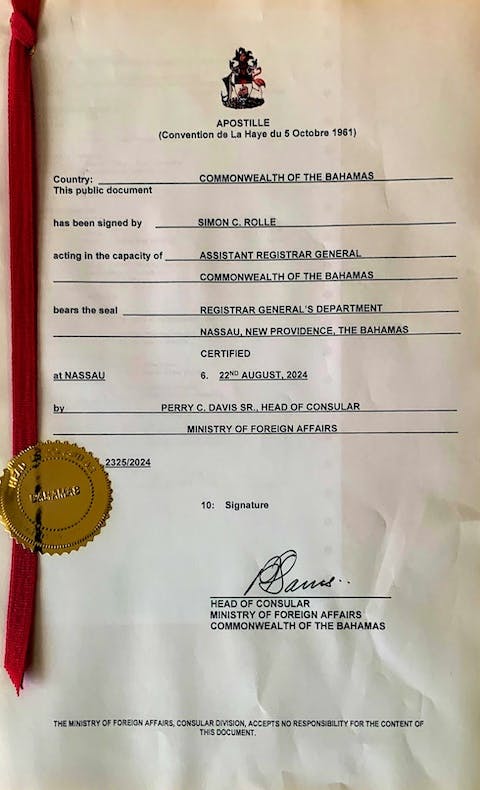 APOSTILLE
(Convention de La Haye du 5 Octobre 1961)
Country: COMMONWEALTH OF THE BAHAMAS
This public document
has been signed by SIMON C. ROLLE
acting in the capacity of ASSISTANT REGISTRAR GENERAL
COMMONWEALTH OF THE BAHAMAS
bears the seal REGISTRAR GENERAL'S DEPARTMENT
NASSAU, NEW PROVIDENCE, THE BAHAMAS
CERTIFIED
at NASSAU 6. 22ND AUGUST, 2024
by PERRY C. DAVIS SR., HEAD OF CONSULAR
MINISTRY OF FOREIGN AFFAIRS
2325/2024
BAHAMAS
10: Signature
HEAD OF CONSULAR
MINISTRY OF FOREIGN AFFAIRS
COMMONWEALTH OF THE BAHAMAS
THE MINISTRY OF FOREIGN AFFAIRS, CONSULAR DIVISION, ACCEPTS NO RESPONSIBILITY FOR THE CONTENT OF
THIS DOCUMENT.